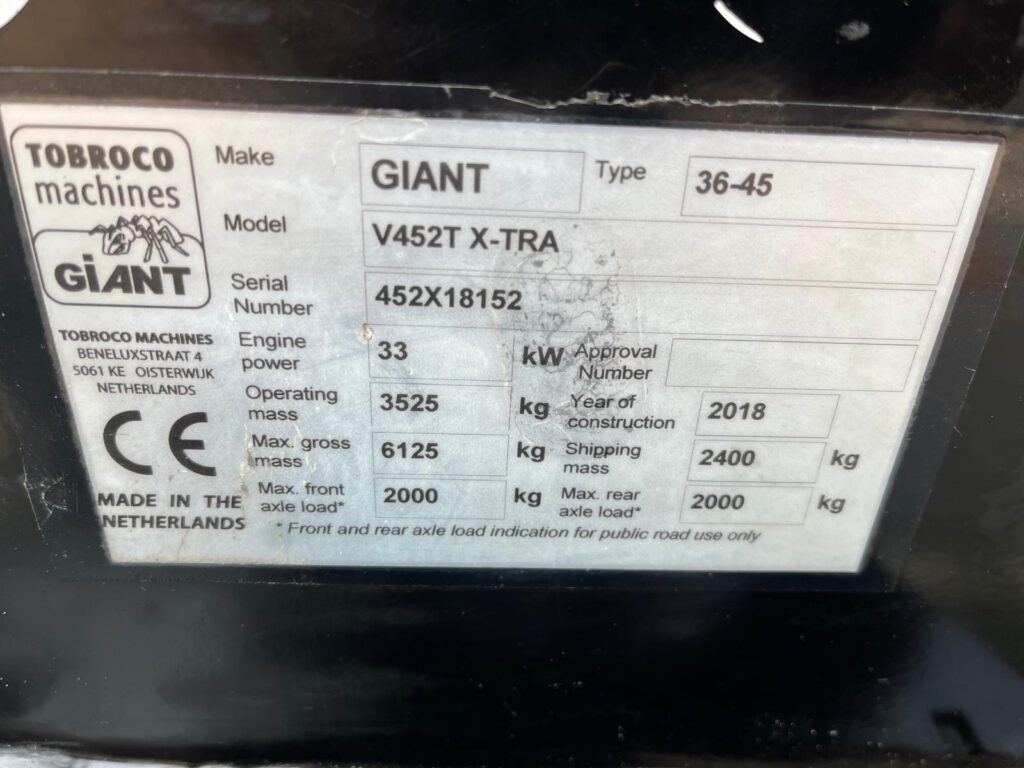 TOBROCO
machines
GiANT
TOBROCO MACHINES
BENELUXSTRAAT 4
5061 KE OISTERWIJK
NETHERLANDS
CE
MADE IN THE
NETHERLANDS
Make GIANT Type 36-45
Model V452T X-TRA
Serial
Number 452X18152
Engine
power 33 kW Approval
Number
Operating
mass 3525 kg Year of
construction 2018
Max. gross
mass 6125 kg Shipping
mass 2400 kg
Max. front
axle load* 2000 kg Max. rear
axle load* 2000 kg
* Front and rear axle load indication for public road use only